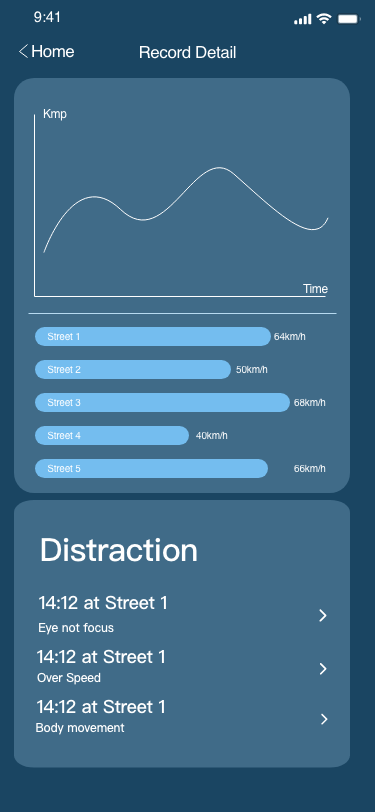 9:41
Home
Record Detail
Kmp
Time
Street 1 64km/h
Street 2 50km/h
Street 3 68km/h
Street 4 40km/h
Street 5 66km/h
Distraction
14:12 at Street 1
Eye not focus
14:12 at Street 1
Over Speed
14:12 at Street 1
Body movement